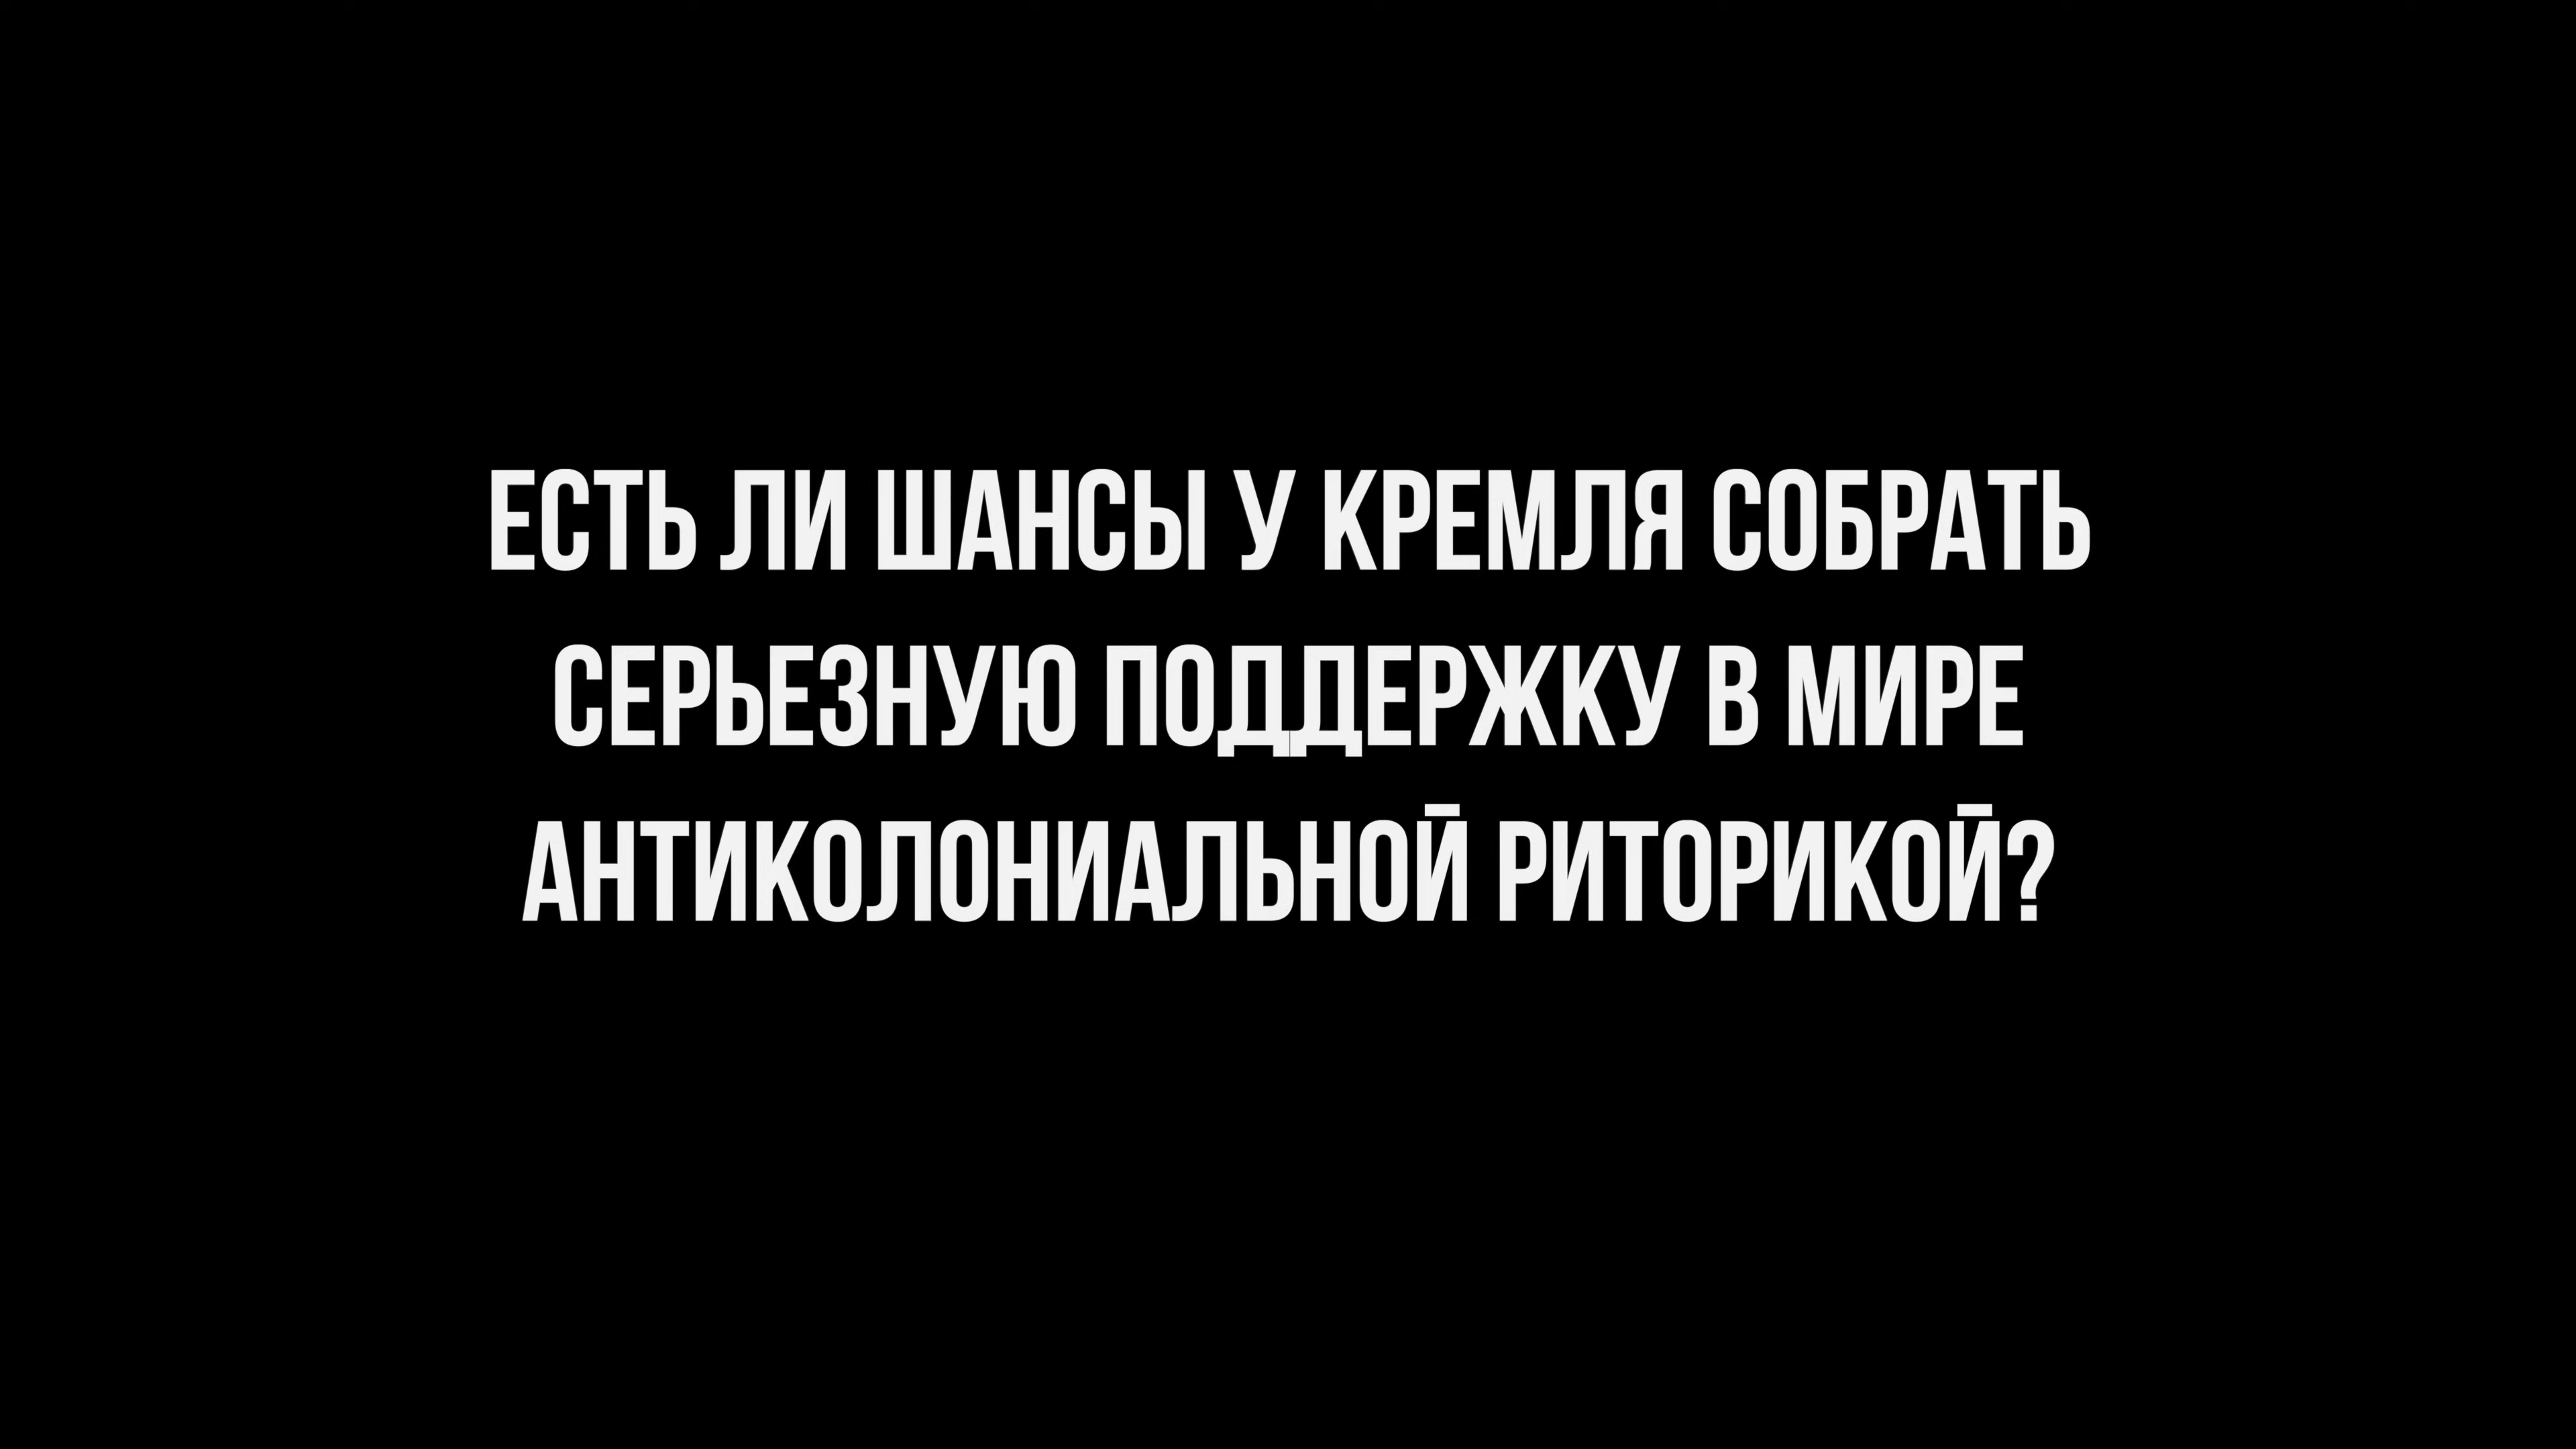 ЕСТЬ ЛИ ШАНСЫ У КРЕМЛЯ СОБРАТЬ
СЕРЬЕЗНУЮ ПОДДЕРЖКУ В МИРЕ
АНТИКОЛОНИАЛЬНОЙ РИТОРИКОЙ?